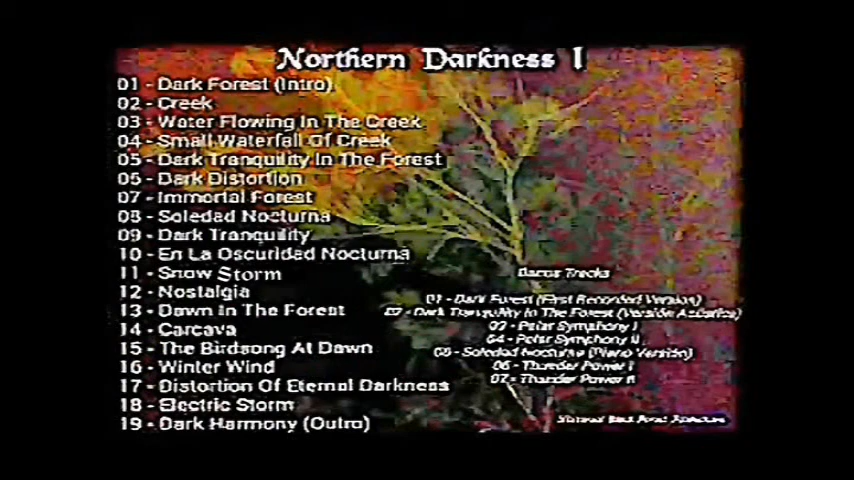 Northern Darkness I
01 - Dark Forest (Intro)
02 - Creek
03 - Water Flowing In The Creek
04 - Small Waterfall Of Creek
05 - Dark Tranquility In The Forest
06 - Dark Distortion
07 - Immortal Forest
08 - Soledad Nocturna
09 - Dark Tranquility
10 - En La Oscuridad Nocturna
11 - Snow Storm
12 - Nostalgia
13 - Dawn In The Forest
14 - Carcava
15 - The Birdsong At Dawn
16 - Winter Wind
17 - Distortion Of Eternal Darkness
18 - Electric Storm
19 - Dark Harmony (Outro)
Bonus Tracks
01 - Dark Forest (First Recorded Version)
02 - Dark Tranquility In The Forest (Versión Acústica)
03 - Polar Symphony I
04 - Polar Symphony II
05 - Soledad Nocturna (Piano Versión)
06 - Thunder Power I
07 - Thunder Power II